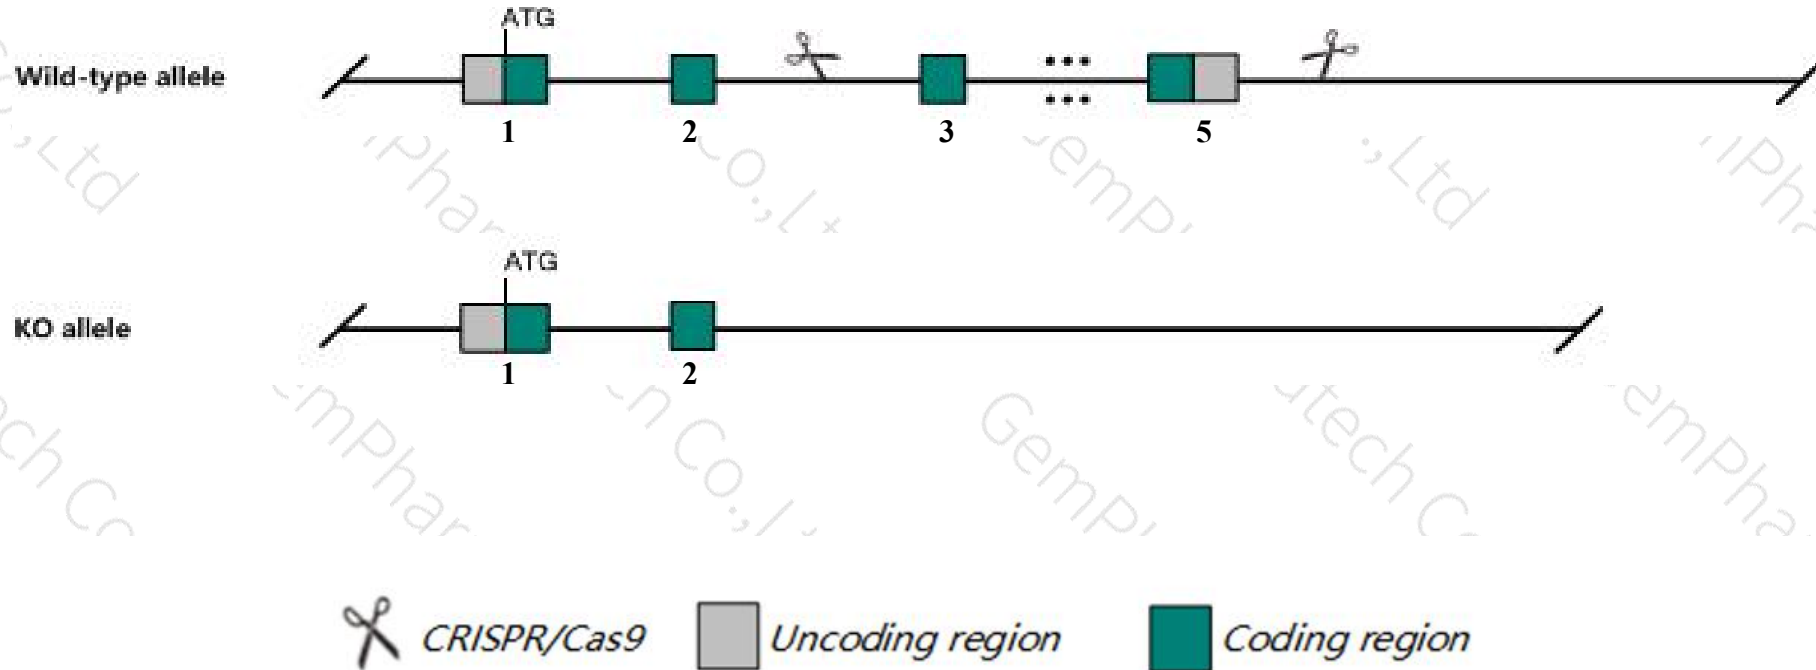 ATG
Wild-type allele
1 2 3 5
ATG
KO allele
1 2
CRISPR/Cas9 Uncoding region Coding region